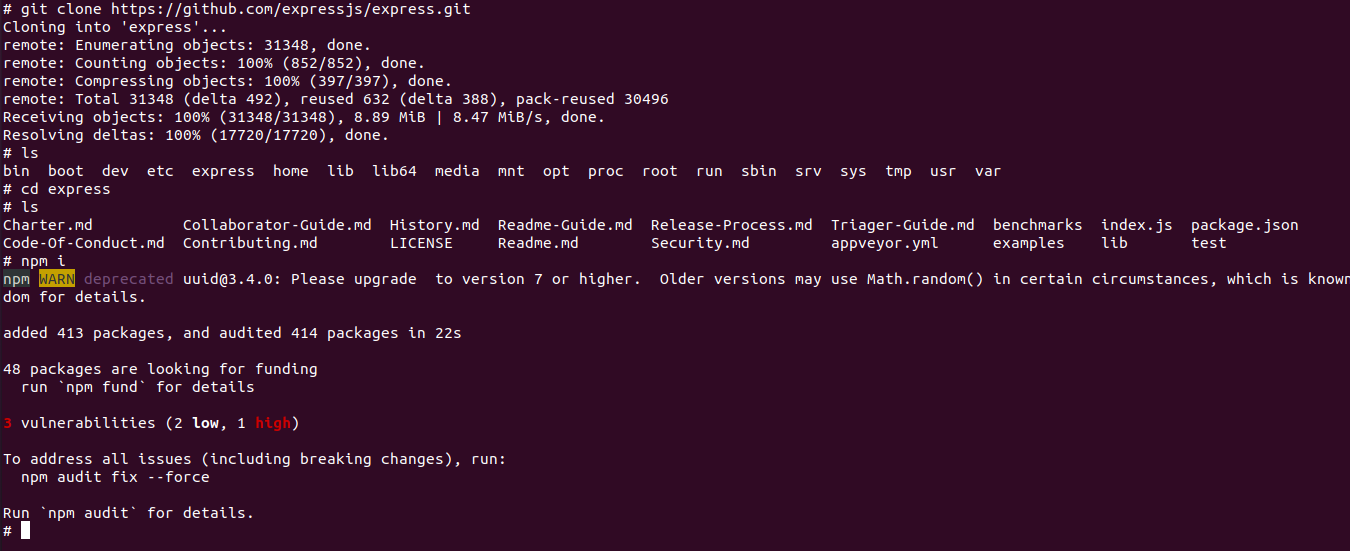 # git clone https://github.com/expressjs/express.git
Cloning into 'express'...
remote: Enumerating objects: 31348, done.
remote: Counting objects: 100% (852/852), done.
remote: Compressing objects: 100% (397/397), done.
remote: Total 31348 (delta 492), reused 632 (delta 388), pack-reused 30496
Receiving objects: 100% (31348/31348), 8.89 MiB | 8.47 MiB/s, done.
Resolving deltas: 100% (17720/17720), done.
# ls
bin  boot  dev  etc  express  home  lib  lib64  media  mnt  opt  proc  root  run  sbin  srv  sys  tmp  usr  var
# cd express
# ls
Charter.md          Collaborator-Guide.md  History.md  Readme-Guide.md  Release-Process.md  Triager-Guide.md  benchmarks  index.js  package.json
Code-Of-Conduct.md  Contributing.md        LICENSE     Readme.md        Security.md         appveyor.yml      examples    lib       test
# npm i
npm WARN deprecated uuid@3.4.0: Please upgrade  to version 7 or higher.  Older versions may use Math.random() in certain circumstances, which is known
dom for details.
added 413 packages, and audited 414 packages in 22s
48 packages are looking for funding
  run `npm fund` for details
3 vulnerabilities (2 low, 1 high)
To address all issues (including breaking changes), run:
  npm audit fix --force
Run `npm audit` for details.
#